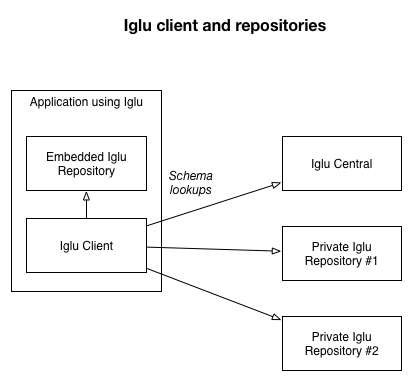 Iglu client and repositories
Application using Iglu
Embedded Iglu
Repository
Iglu Client
Schema
lookups
Iglu Central
Private Iglu
Repository #1
Private Iglu
Repository #2